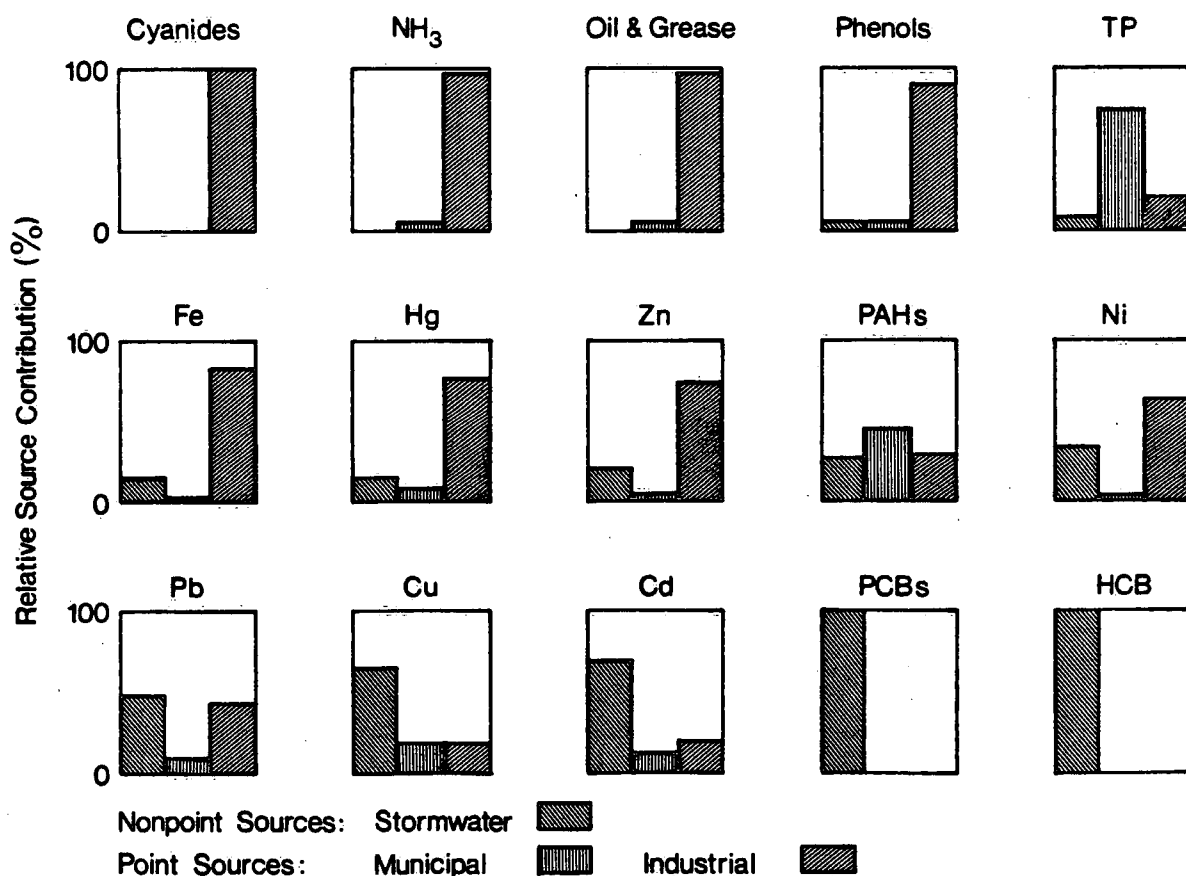 Cyanides NH3 Oil & Grease Phenols TP
100
0
Relative Source Contribution (%)
Fe Hg Zn PAHs Ni
100
0
Pb Cu Cd PCBs HCB
100
0
Nonpoint Sources: Stormwater
Point Sources: Municipal Industrial